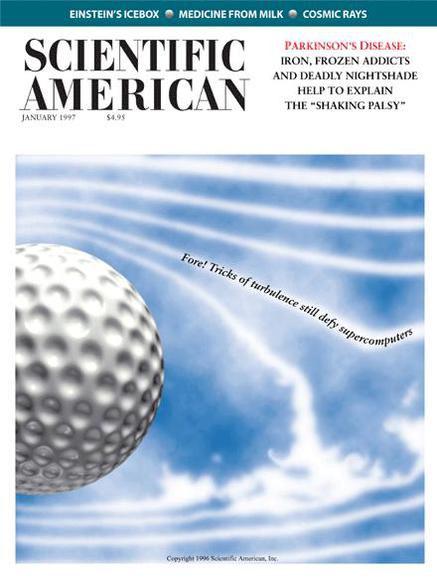 EINSTEIN'S ICEBOX ● MEDICINE FROM MILK ● COSMIC RAYS
SCIENTIFIC
AMERICAN
JANUARY 1997 $4.95
PARKINSON'S DISEASE:
IRON, FROZEN ADDICTS
AND DEADLY NIGHTSHADE
HELP TO EXPLAIN
THE “SHAKING PALSY”
Fore! Tricks of turbulence still defy supercomputers
Copyright 1996 Scientific American, Inc.